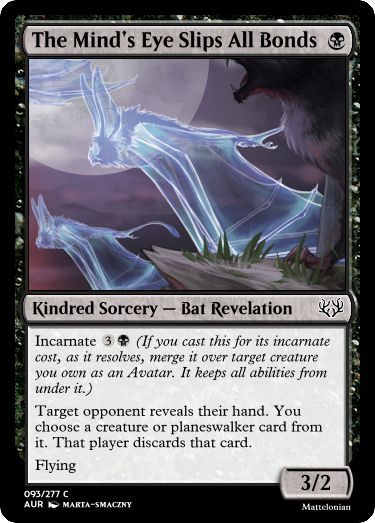 The Mind's Eye Slips All Bonds
Kindred Sorcery — Bat Revelation
Incarnate 3 (If you cast this for its incarnate
cost, as it resolves, merge it over target creature
you own as an Avatar. It keeps all abilities from
under it.)
Target opponent reveals their hand. You
choose a creature or planeswalker card from
it. That player discards that card.
Flying
3/2
093/277 C
AUR MARTA-SMACZNY
Mattelonian